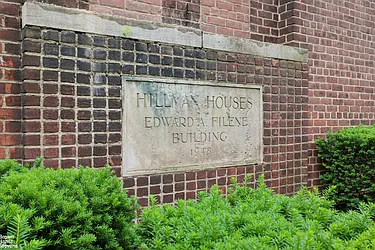 HILLMAN HOUSES
EDWARD A. FILENE
BUILDING